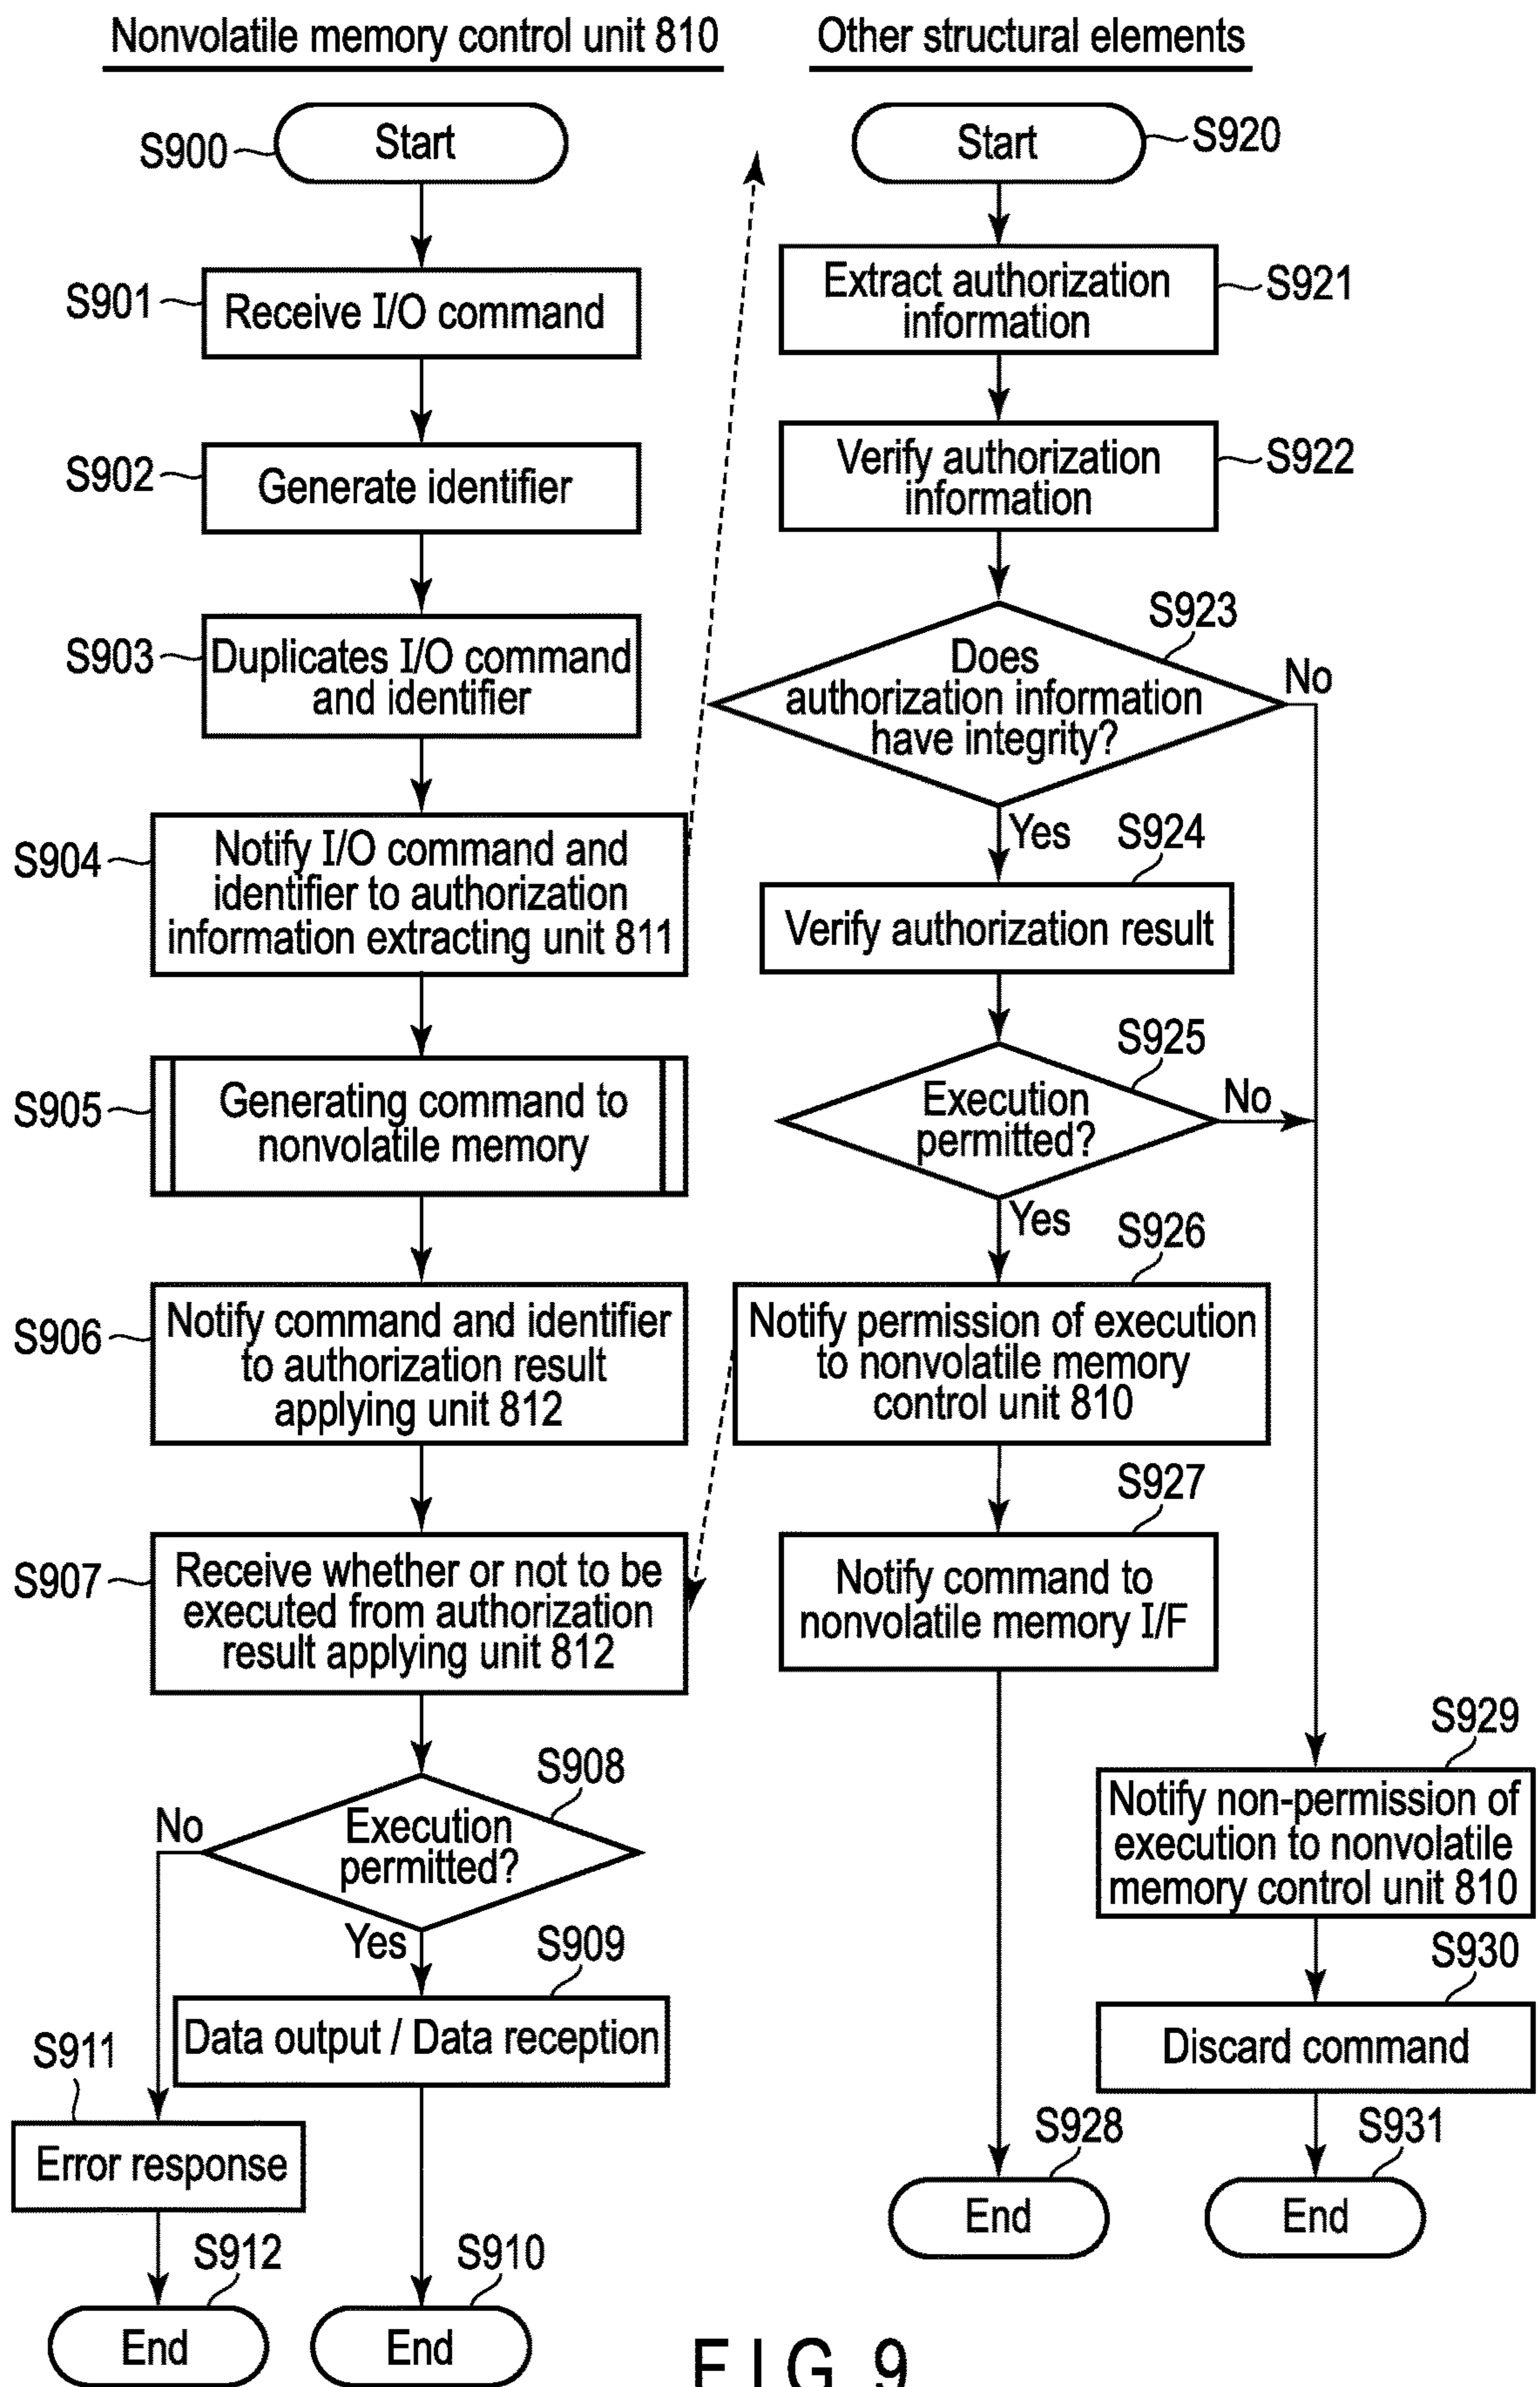 Nonvolatile memory control unit 810
S900
Start
S901
Receive I/O command
S902
Generate identifier
S903
Duplicates I/O command
and identifier
S904
Notify I/O command and
identifier to authorization
information extracting unit 811
S905
Generating command to
nonvolatile memory
S906
Notify command and identifier
to authorization result
applying unit 812
S907
Receive whether or not to be
executed from authorization
result applying unit 812
S908
Execution
permitted?
No
Yes
S909
Data output / Data reception
S911
Error response
S912
End
S910
End
Other structural elements
Start
S920
Extract authorization
information
S921
Verify authorization
information
S922
S923
Does
authorization information
have integrity?
No
Yes
S924
Verify authorization result
S925
Execution
permitted?
No
Yes
S926
Notify permission of execution
to nonvolatile memory
control unit 810
S927
Notify command to
nonvolatile memory I/F
S928
End
S929
Notify non-permission of
execution to nonvolatile
memory control unit 810
S930
Discard command
S931
End
FIG. 9